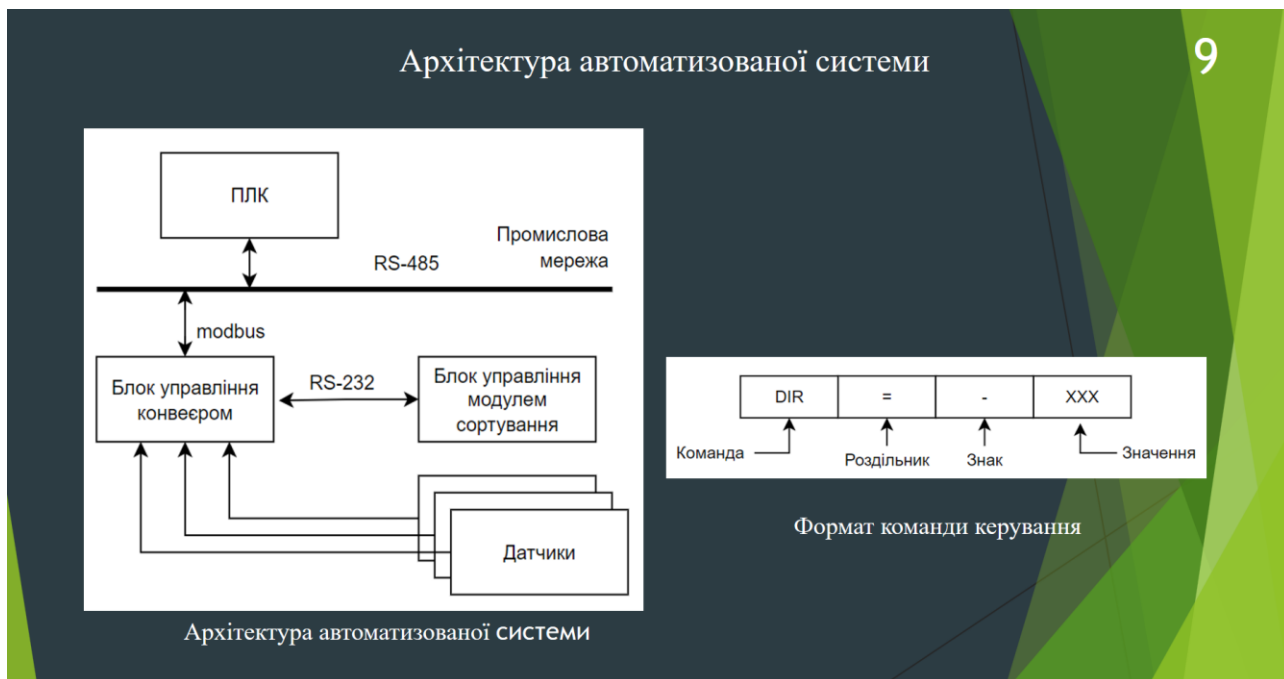 Архітектура автоматизованої системи
9
ПЛК
Промислова
мережа
RS-485
modbus
Блок управління
конвеєром
RS-232
Блок управління
модулем
сортування
Датчики
Архітектура автоматизованої системи
DIR = - XXX
Команда Роздільник Знак Значення
Формат команди керування